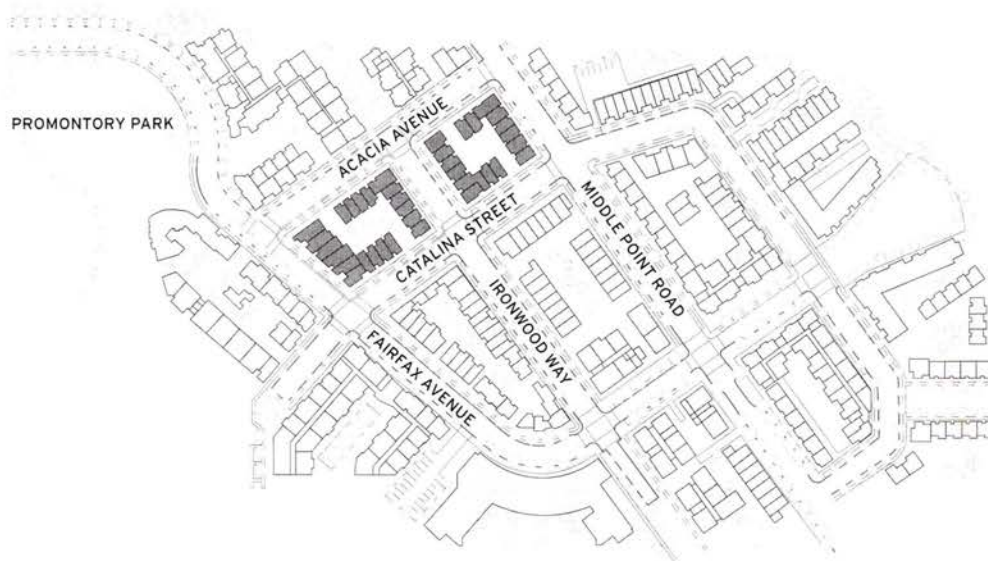 PROMONTORY PARK
ACACIA AVENUE
CATALINA STREET
MIDDLE POINT ROAD
IRONWOOD WAY
FAIRFAX AVENUE